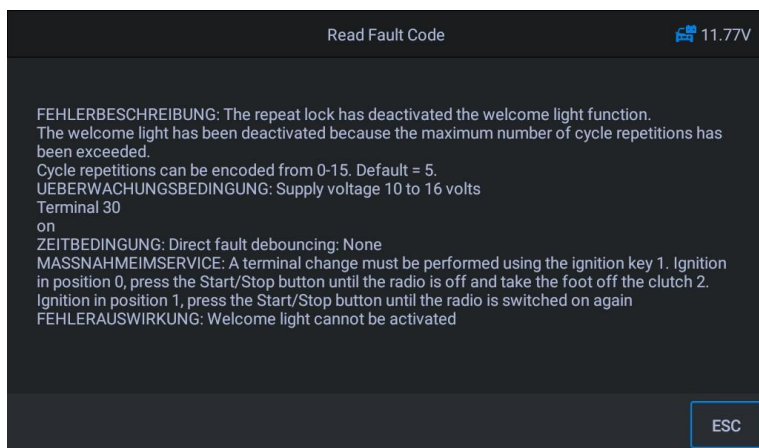 Read Fault Code
11.77V
FEHLERBESCHREIBUNG: The repeat lock has deactivated the welcome light function.
The welcome light has been deactivated because the maximum number of cycle repetitions has
been exceeded.
Cycle repetitions can be encoded from 0-15. Default = 5.
UEBERWACHUNGSBEDINGUNG: Supply voltage 10 to 16 volts
Terminal 30
on
ZEITBEDINGUNG: Direct fault debouncing: None
MASSNAHMEIMSERVICE: A terminal change must be performed using the ignition key 1. Ignition
in position 0, press the Start/Stop button until the radio is off and take the foot off the clutch 2.
Ignition in position 1, press the Start/Stop button until the radio is switched on again
FEHLERAUSWIRKUNG: Welcome light cannot be activated
ESC